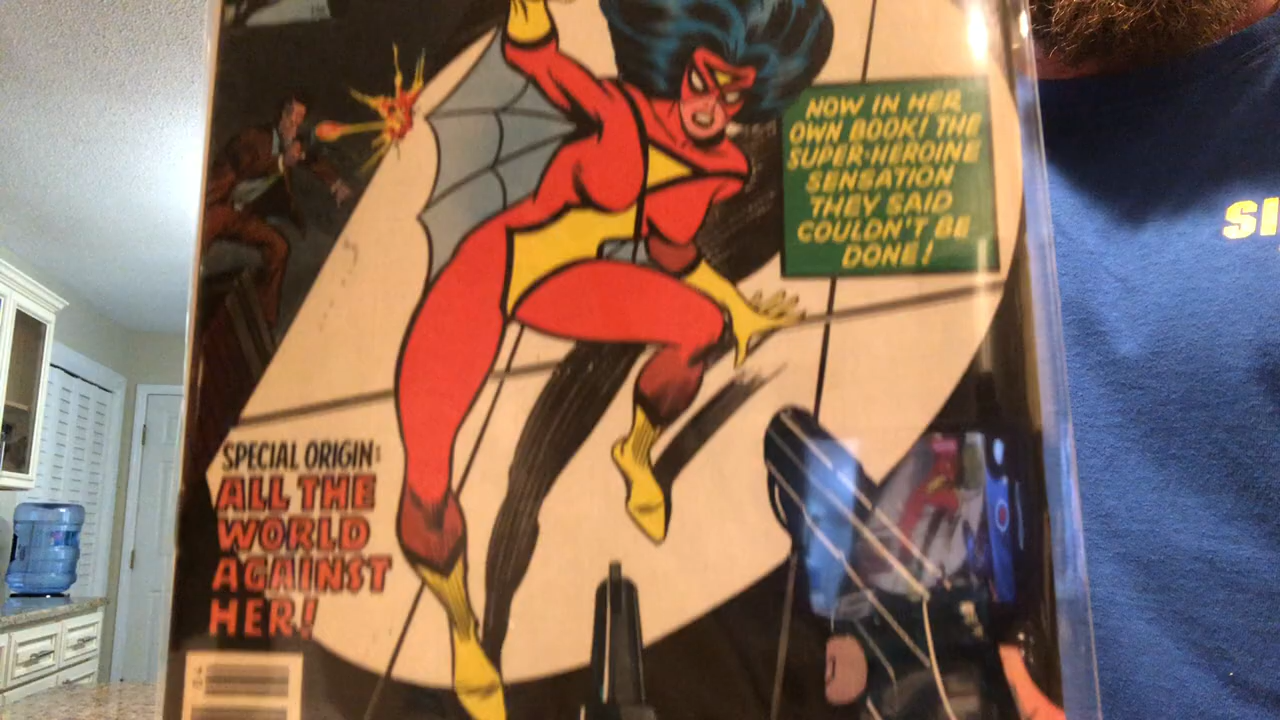 NOW IN HER
OWN BOOK! THE
SUPER-HEROINE
SENSATION
THEY SAID
COULDN'T BE
DONE!
SPECIAL ORIGIN:
ALL THE
WORLD
AGAINST
HER!
SI